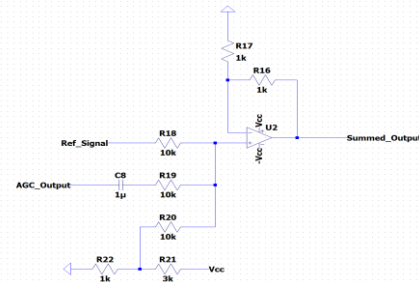 R17
1k
R16
1k
Vcc
U2
-Vcc
Summed_Output
Ref_Signal
R18
10k
AGC_Output
C8
1µ
R19
10k
R20
10k
R22
1k
R21
3k
Vcc